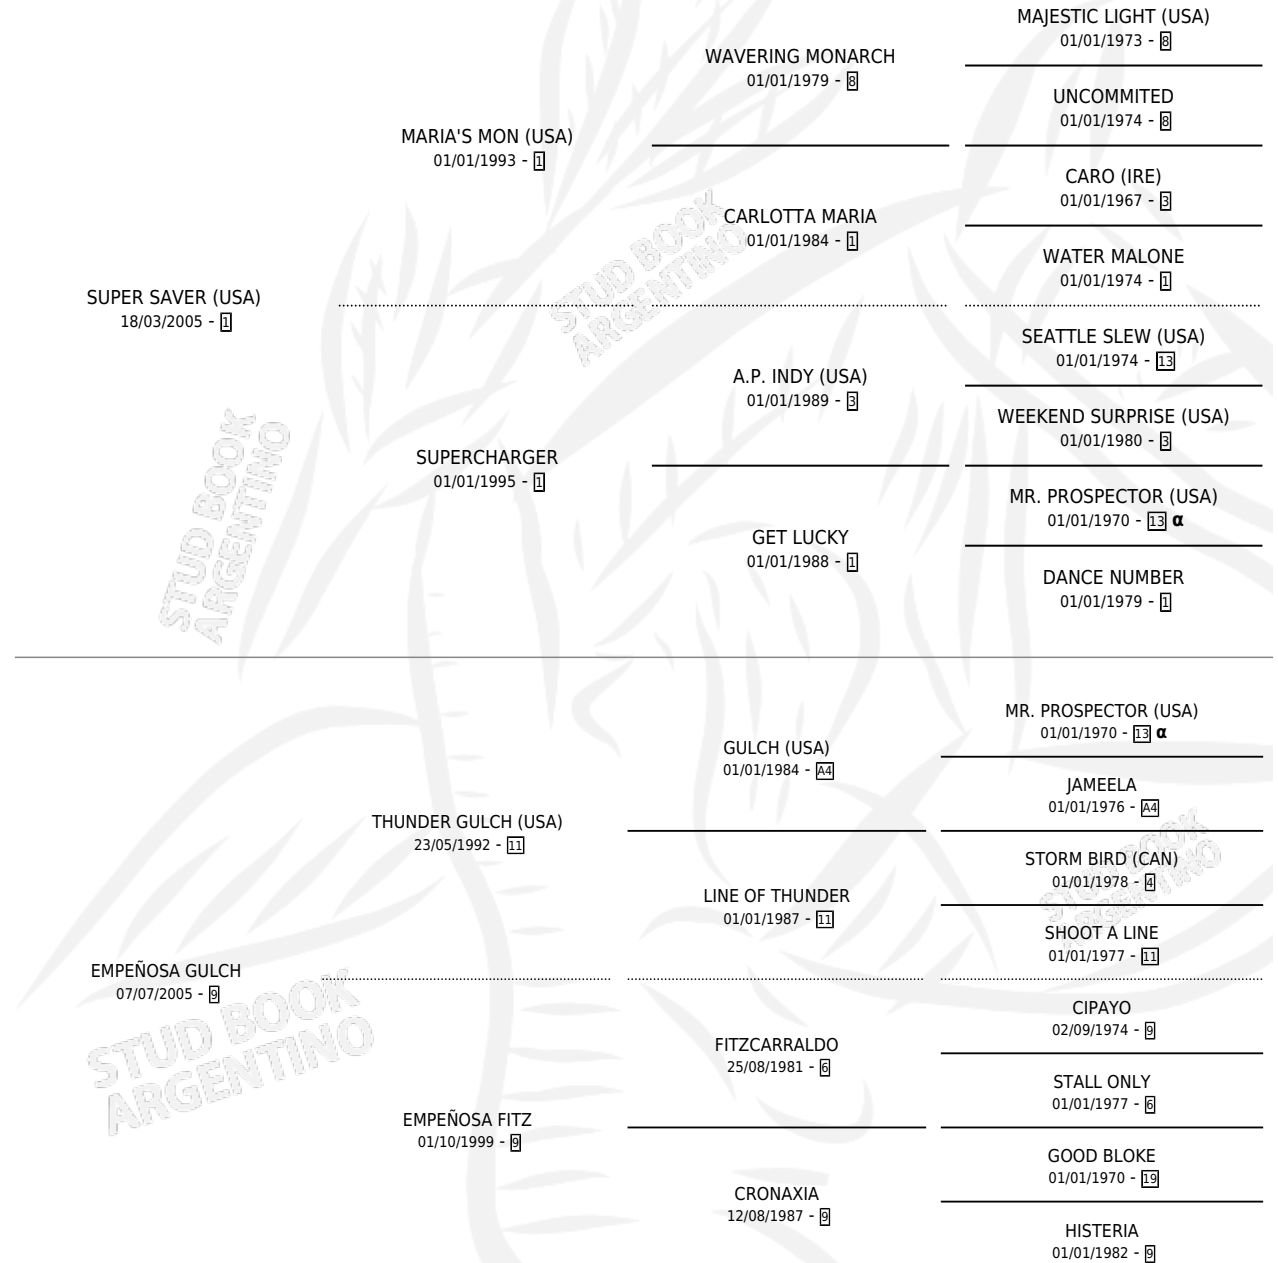 MAJESTIC LIGHT (USA)
01/01/1973 - 8
WAVERING MONARCH
01/01/1979 - 8
UNCOMMITED
01/01/1974 - 8
MARIA'S MON (USA)
01/01/1993 - 1
CARO (IRE)
01/01/1967 - 3
CARLOTTA MARIA
01/01/1984 - 1
WATER MALONE
01/01/1974 - 1
SUPER SAVER (USA)
18/03/2005 - 1
SEATTLE SLEW (USA)
01/01/1974 - 13
A.P. INDY (USA)
01/01/1989 - 3
WEEKEND SURPRISE (USA)
01/01/1980 - 3
SUPERCHARGER
01/01/1995 - 1
MR. PROSPECTOR (USA)
01/01/1970 - 13 α
GET LUCKY
01/01/1988 - 1
DANCE NUMBER
01/01/1979 - 1
MR. PROSPECTOR (USA)
01/01/1970 - 13 α
GULCH (USA)
01/01/1984 - A4
JAMEELA
01/01/1976 - A4
THUNDER GULCH (USA)
23/05/1992 - 11
STORM BIRD (CAN)
01/01/1978 - 4
LINE OF THUNDER
01/01/1987 - 11
SHOOT A LINE
01/01/1977 - 11
EMPEÑOSA GULCH
07/07/2005 - 9
CIPAYO
02/09/1974 - 9
FITZCARRALDO
25/08/1981 - 6
STALL ONLY
01/01/1977 - 6
EMPEÑOSA FITZ
01/10/1999 - 9
GOOD BLOKE
01/01/1970 - 19
CRONAXIA
12/08/1987 - 9
HISTERIA
01/01/1982 - 9
STUD BOOK
ARGENTINO
STUD BOOK
ARGENTINO
STUD BOOK
ARGENTINO
STUD BOOK
ARGENTINO